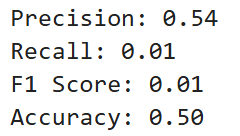 Precision: 0.54
Recall: 0.01
F1 Score: 0.01
Accuracy: 0.50